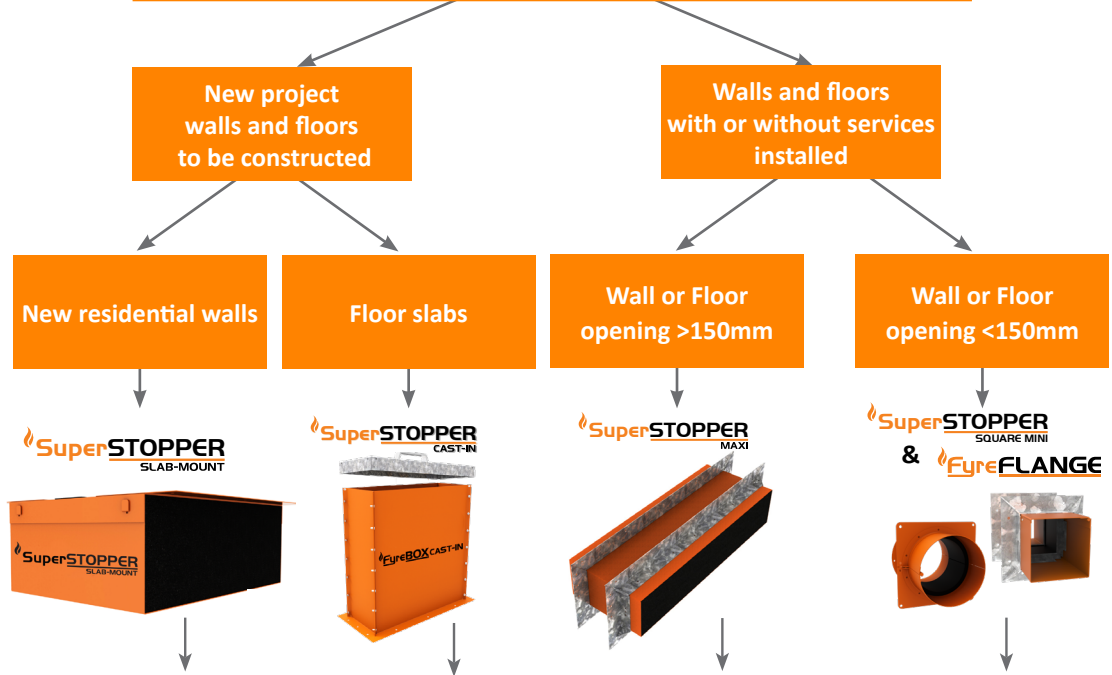 New project
walls and floors
to be constructed
Walls and floors
with or without services
installed
New residential walls
Floor slabs
Wall or Floor
opening >150mm
Wall or Floor
opening <150mm
SuperSTOPPER
SLAB-MOUNT
SuperSTOPPER
CAST-IN
SuperSTOPPER
MAXI
SuperSTOPPER
SQUARE MINI
& FyreFLANGE
SuperSTOPPER
SLAB-MOUNT
FyreBOX CAST-IN